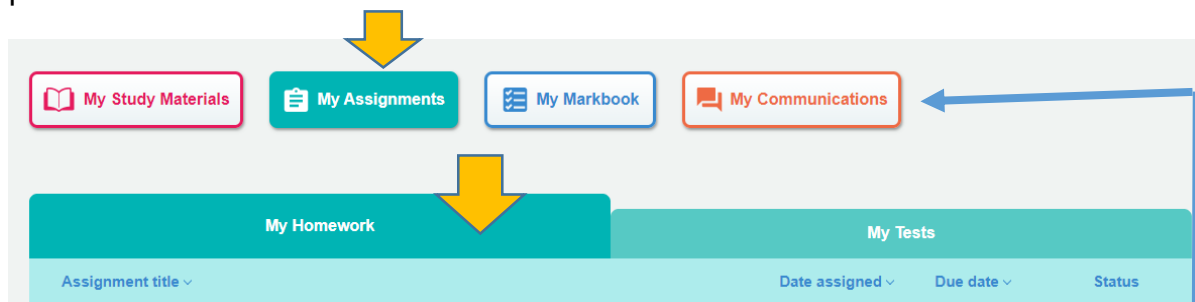 My Study Materials My Assignments My Markbook My Communications
My Homework My Tests
Assignment title Date assigned Due date Status